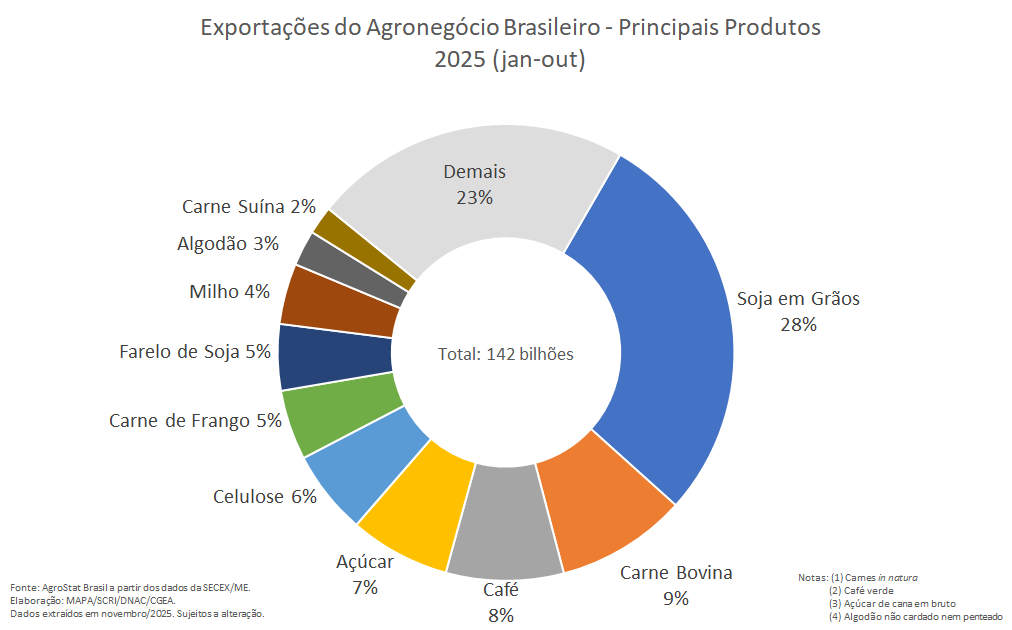 Exportações do Agronegócio Brasileiro - Principais Produtos
2025 (jan-out)
Demais
23%
Carne Suína 2%
Algodão 3%
Milho 4%
Soja em Grãos
28%
Farelo de Soja 5%
Total: 142 bilhões
Carne de Frango 5%
Celulose 6%
Açúcar
7%
Café
8%
Carne Bovina
9%
Fonte: AgroStat Brasil a partir dos dados da SECEX/ME.
Elaboração: MAPA/SCRI/DNAC/CGEA.
Dados extraídos em novembro/2025. Sujeitos a alteração.
Notas: (1) Carnes in natura
(2) Café verde
(3) Açúcar de cana em bruto
(4) Algodão não cardado nem penteado